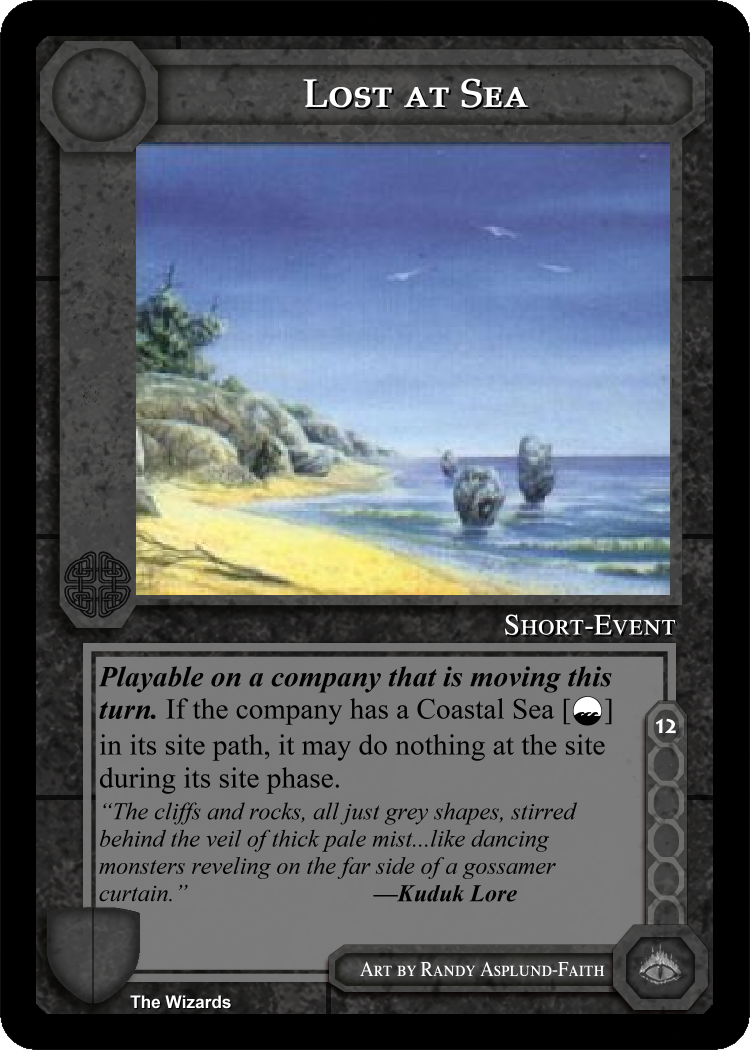 Lost at Sea
Short-Event
Playable on a company that is moving this
turn. If the company has a Coastal Sea [ ]
in its site path, it may do nothing at the site
during its site phase.
12
“The cliffs and rocks, all just grey shapes, stirred
behind the veil of thick pale mist...like dancing
monsters reveling on the far side of a gossamer
curtain.” —Kuduk Lore
Art by Randy Asplund-Faith
The Wizards